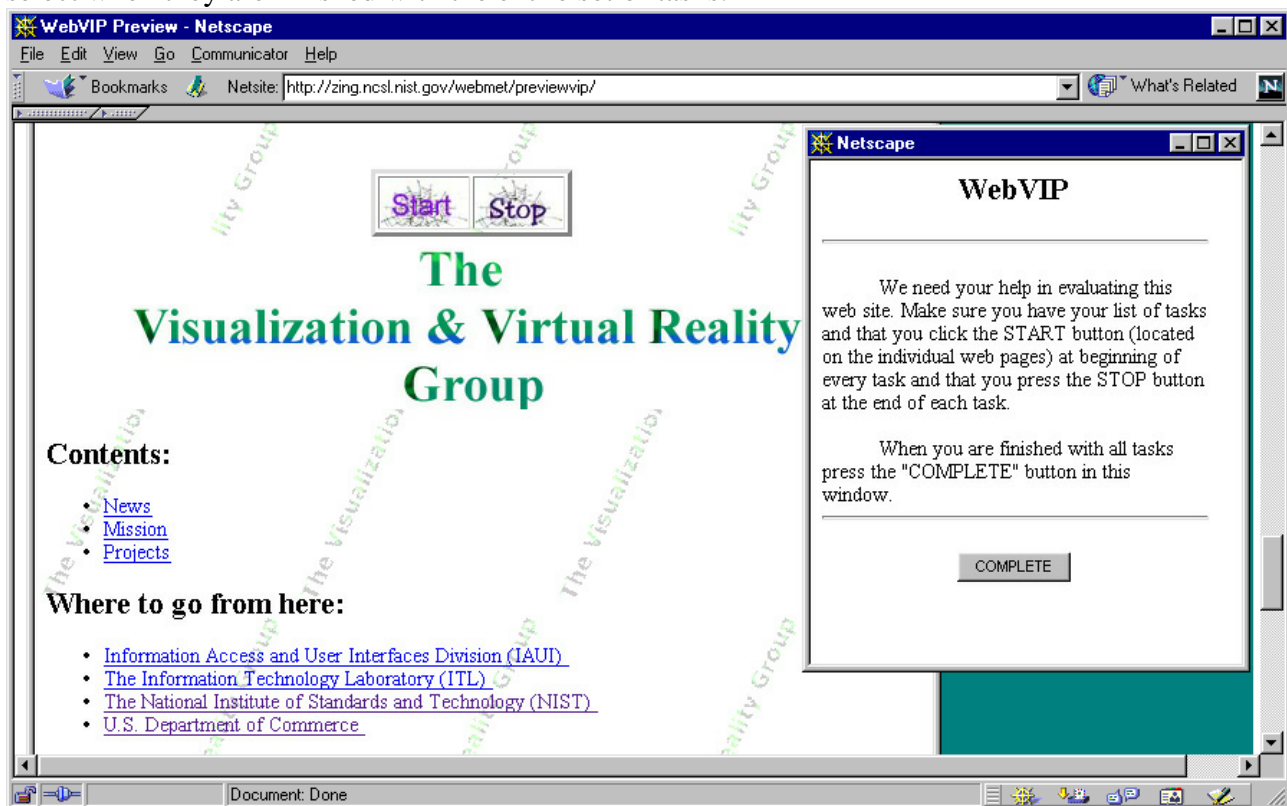 WebVIP Preview - Netscape
File Edit View Go Communicator Help
Bookmarks Netsite: http://zing.ncsl.nist.gov/webmet/previewvip/ What's Related N
Start Stop
The
Visualization & Virtual Reality
Group
Contents:
• News
• Mission
• Projects
Where to go from here:
• Information Access and User Interfaces Division (IAUI)
• The Information Technology Laboratory (ITL)
• The National Institute of Standards and Technology (NIST)
• U.S. Department of Commerce
Netscape
WebVIP
We need your help in evaluating this
web site. Make sure you have your list of tasks
and that you click the START button (located
on the individual web pages) at beginning of
every task and that you press the STOP button
at the end of each task.
When you are finished with all tasks
press the "COMPLETE" button in this
window.
COMPLETE
Document: Done